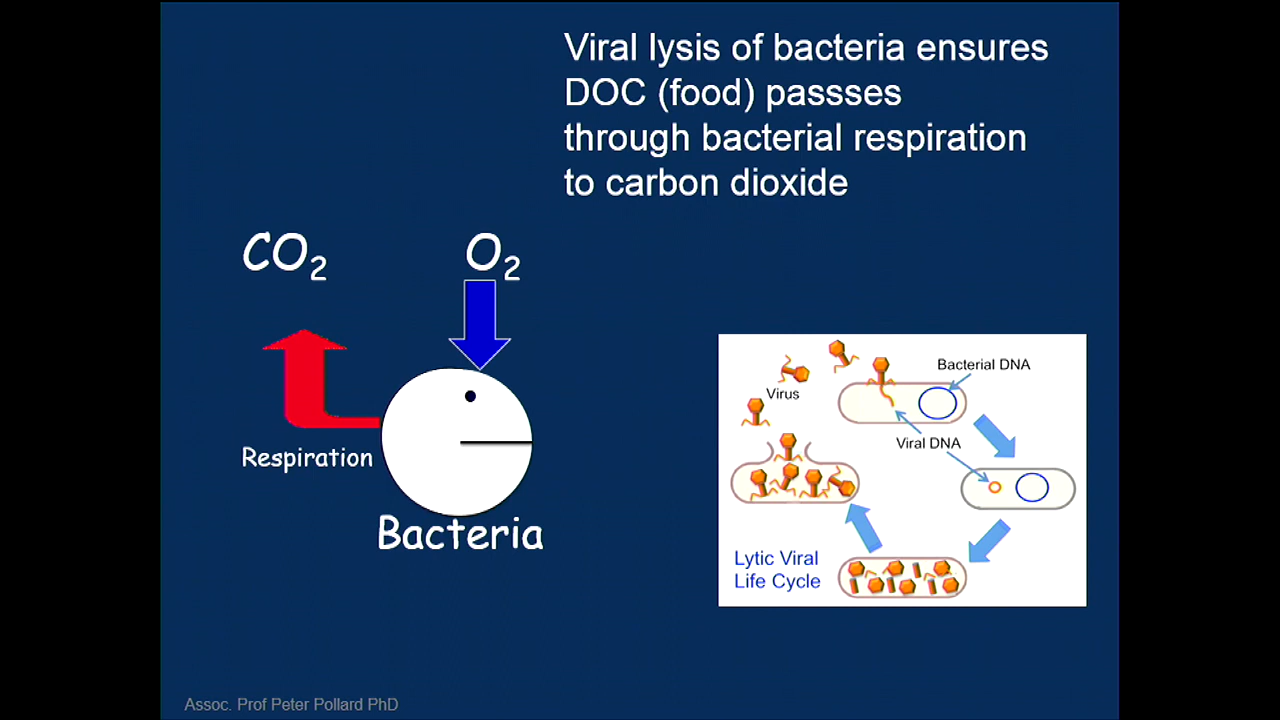 Viral lysis of bacteria ensures
DOC (food) passses
through bacterial respiration
to carbon dioxide
CO₂
O₂
Respiration
Bacteria
Bacterial DNA
Virus
Viral DNA
Lytic Viral
Life Cycle
Assoc. Prof Peter Pollard PhD